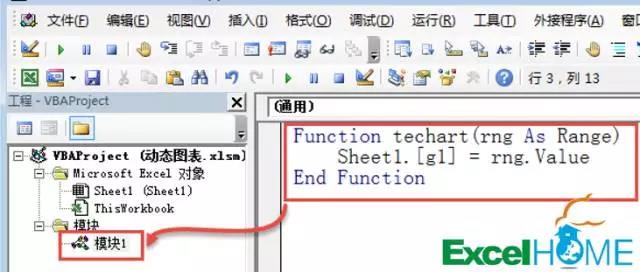 文件(F) 编辑(E) 视图(V) 插入(I) 格式(O) 调试(D) 运行(R) 工具(T) 外接程序(A)
行 3，列 13
工程 - VBAProject
(通用)
VBAProject (动态图表.xlsm)
Microsoft Excel 对象
Sheet1 (Sheet1)
ThisWorkbook
模块
模块1
Function techart(rng As Range)
Sheet1.[g1] = rng.Value
End Function
ExcelHOME